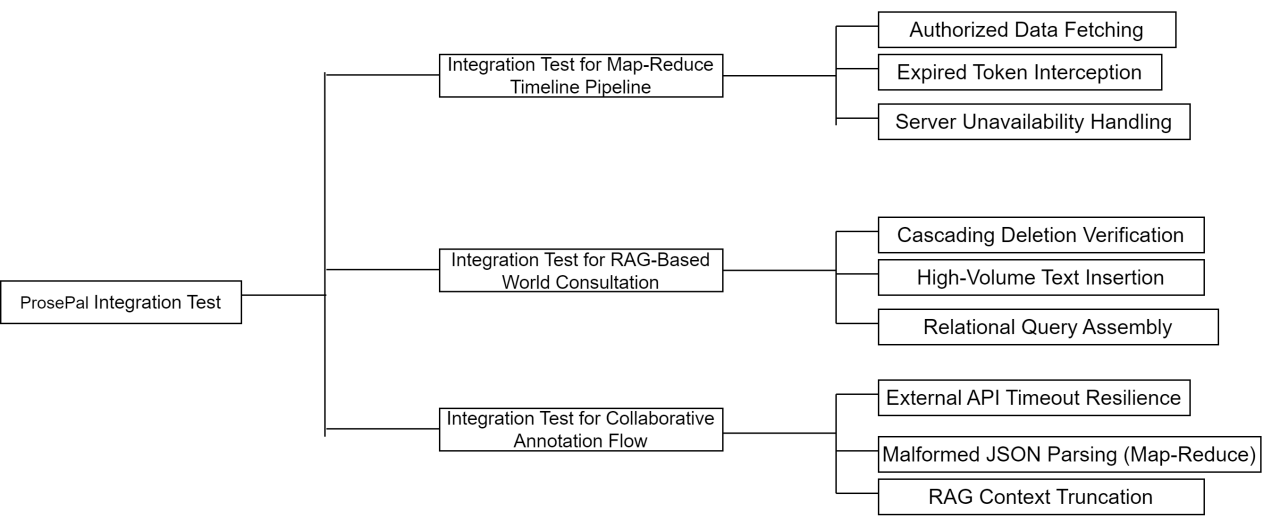 ProsePal Integration Test
Integration Test for Map-Reduce
Timeline Pipeline
Authorized Data Fetching
Expired Token Interception
Server Unavailability Handling
Integration Test for RAG-Based
World Consultation
Cascading Deletion Verification
High-Volume Text Insertion
Relational Query Assembly
Integration Test for Collaborative
Annotation Flow
External API Timeout Resilience
Malformed JSON Parsing (Map-Reduce)
RAG Context Truncation